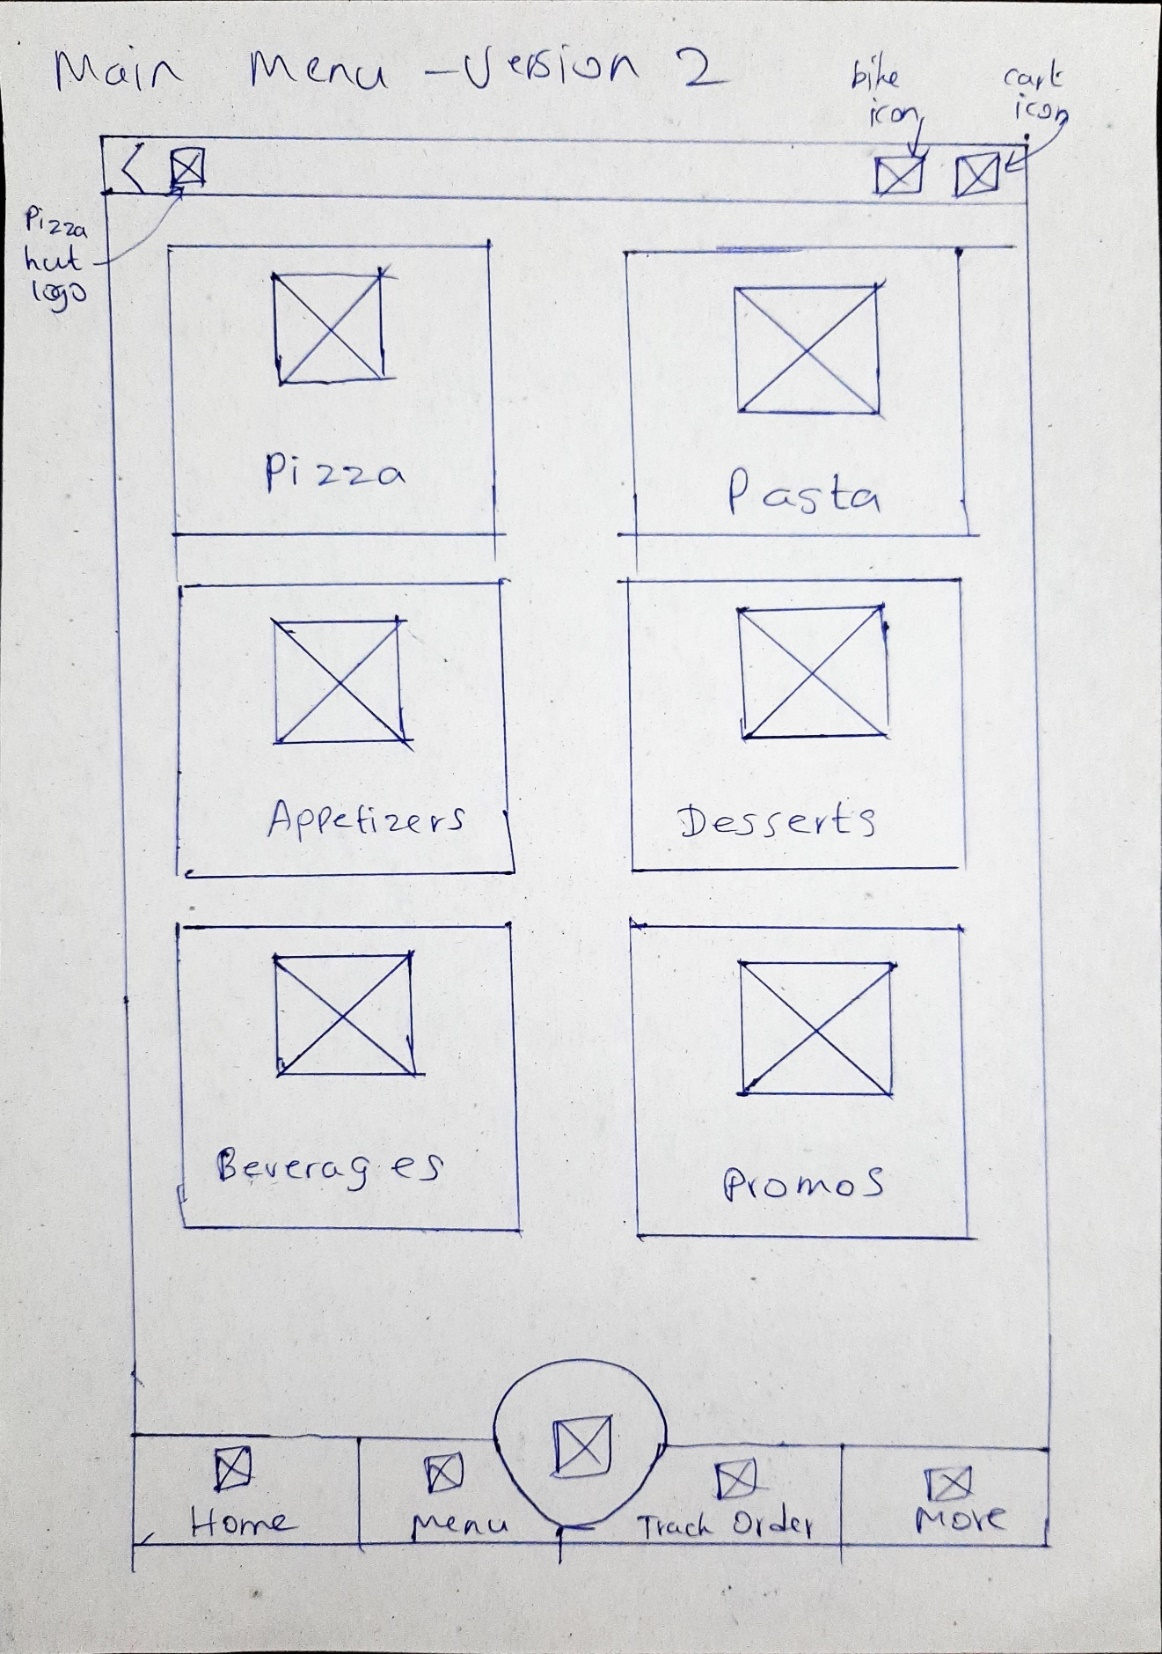 Main Menu - Version 2
bike
icon
cart
icon
Pizza
hut
logo
Pizza
Pasta
Appetizers
Desserts
Beverages
Promos
Home
Menu
Track Order
More